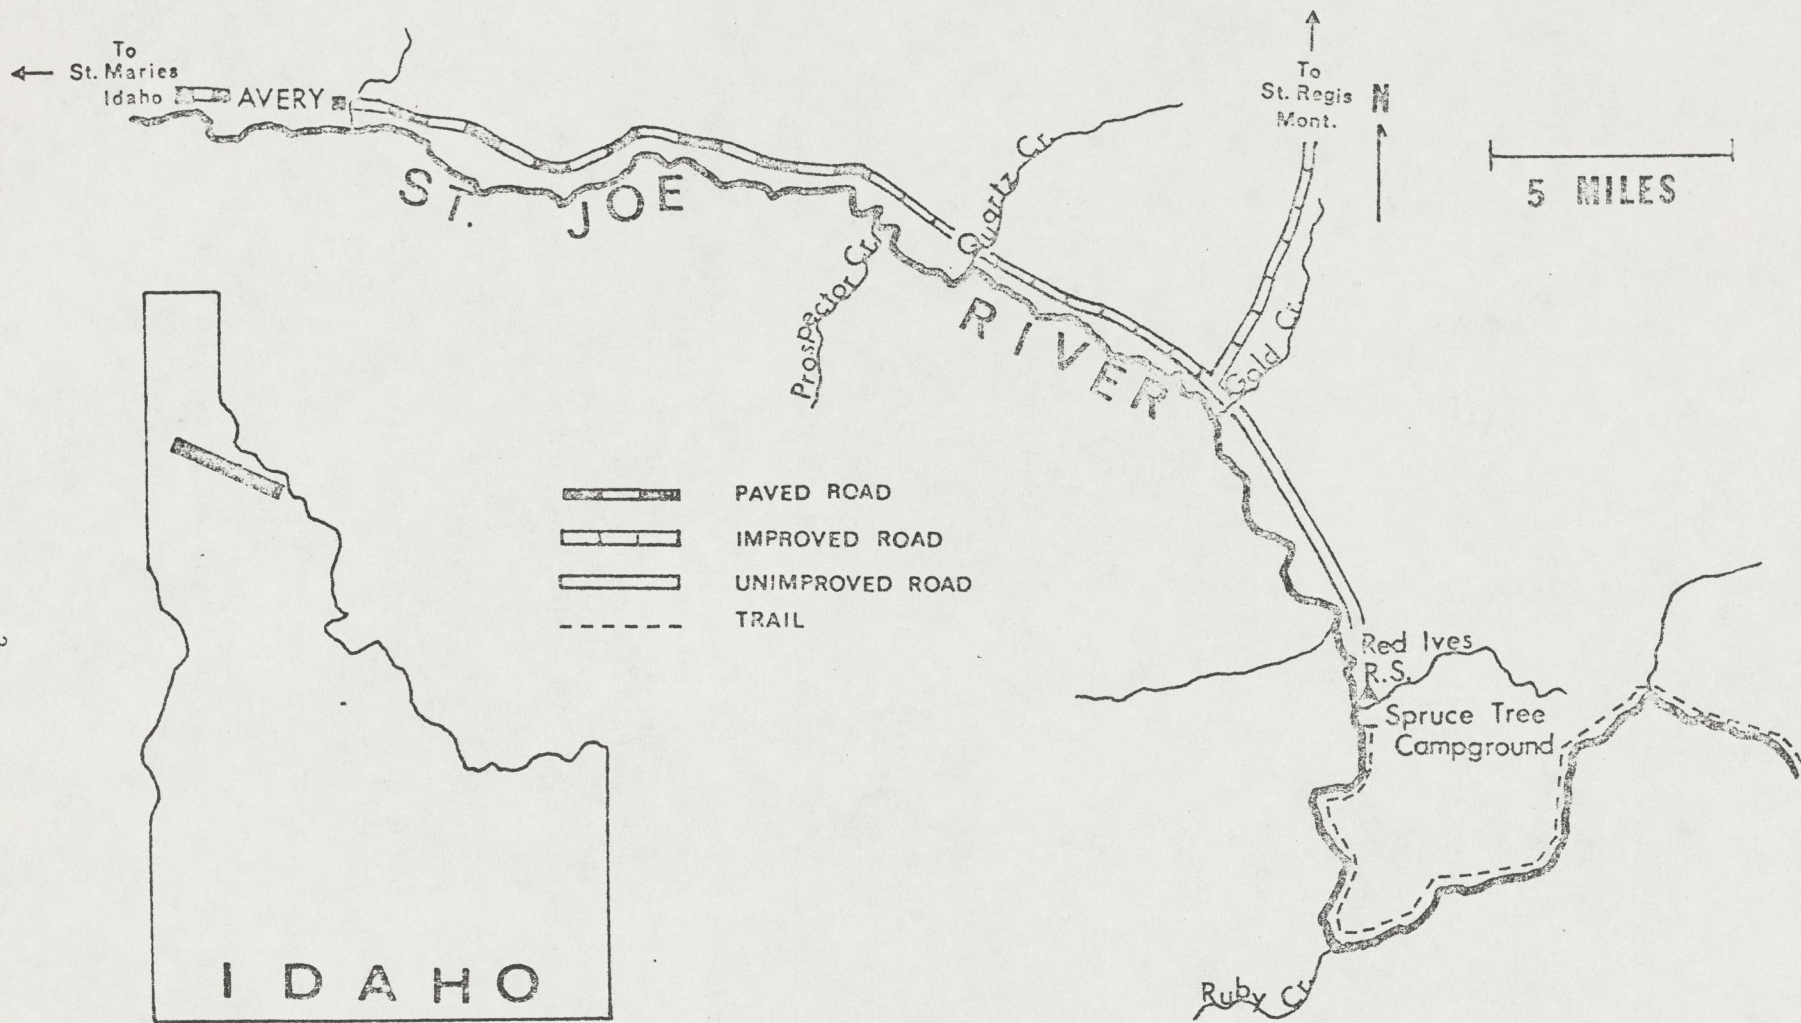 To
St. Maries
Idaho
AVERY
ST. JOE RIVER
Prospector Cr.
Quartz Cr.
To
St. Regis
Mont.
N
5 MILES
Gold Cr.
PAVED ROAD
IMPROVED ROAD
UNIMPROVED ROAD
TRAIL
Red Ives
R.S.
Spruce Tree
Campground
Ruby Cr.
IDAHO